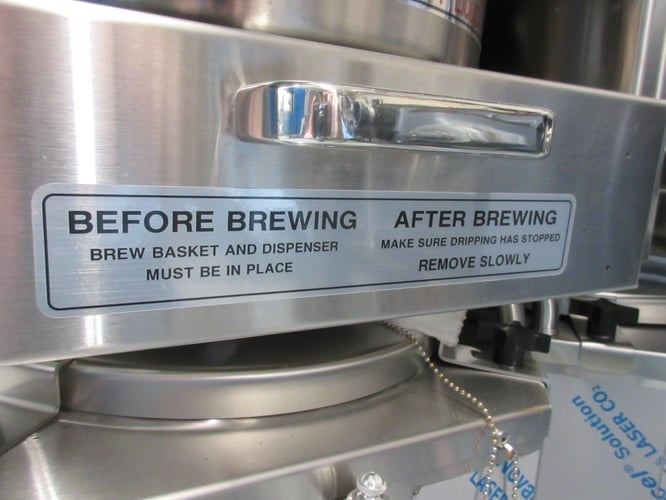 BEFORE BREWING
BREW BASKET AND DISPENSER
MUST BE IN PLACE
AFTER BREWING
MAKE SURE DRIPPING HAS STOPPED
REMOVE SLOWLY
Solution
& LASER CO₂